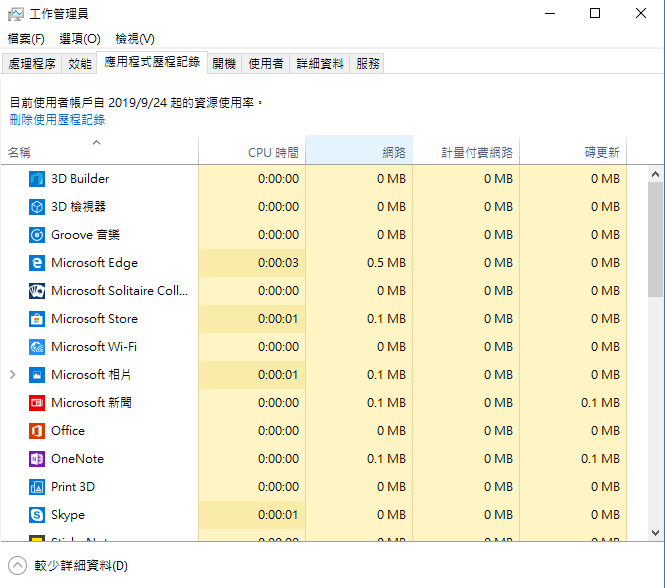 工作管理員
檔案(F) 選項(O) 檢視(V)
處理程序 效能 應用程式歷程記錄 開機 使用者 詳細資料 服務
目前使用者帳戶自 2019/9/24 起的資源使用率。
刪除使用歷程記錄
名稱 CPU 時間 網路 計量付費網路 磚更新
3D Builder 0:00:00 0 MB 0 MB 0 MB
3D 檢視器 0:00:00 0 MB 0 MB 0 MB
Groove 音樂 0:00:00 0 MB 0 MB 0 MB
Microsoft Edge 0:00:03 0.5 MB 0 MB 0 MB
Microsoft Solitaire Coll... 0:00:00 0 MB 0 MB 0 MB
Microsoft Store 0:00:01 0.1 MB 0 MB 0 MB
Microsoft Wi-Fi 0:00:00 0 MB 0 MB 0 MB
Microsoft 相片 0:00:01 0.1 MB 0 MB 0 MB
Microsoft 新聞 0:00:00 0.1 MB 0 MB 0.1 MB
Office 0:00:00 0 MB 0 MB 0 MB
OneNote 0:00:00 0.1 MB 0 MB 0.1 MB
Print 3D 0:00:00 0 MB 0 MB 0 MB
Skype 0:00:01 0 MB 0 MB 0 MB
較少詳細資料(D)